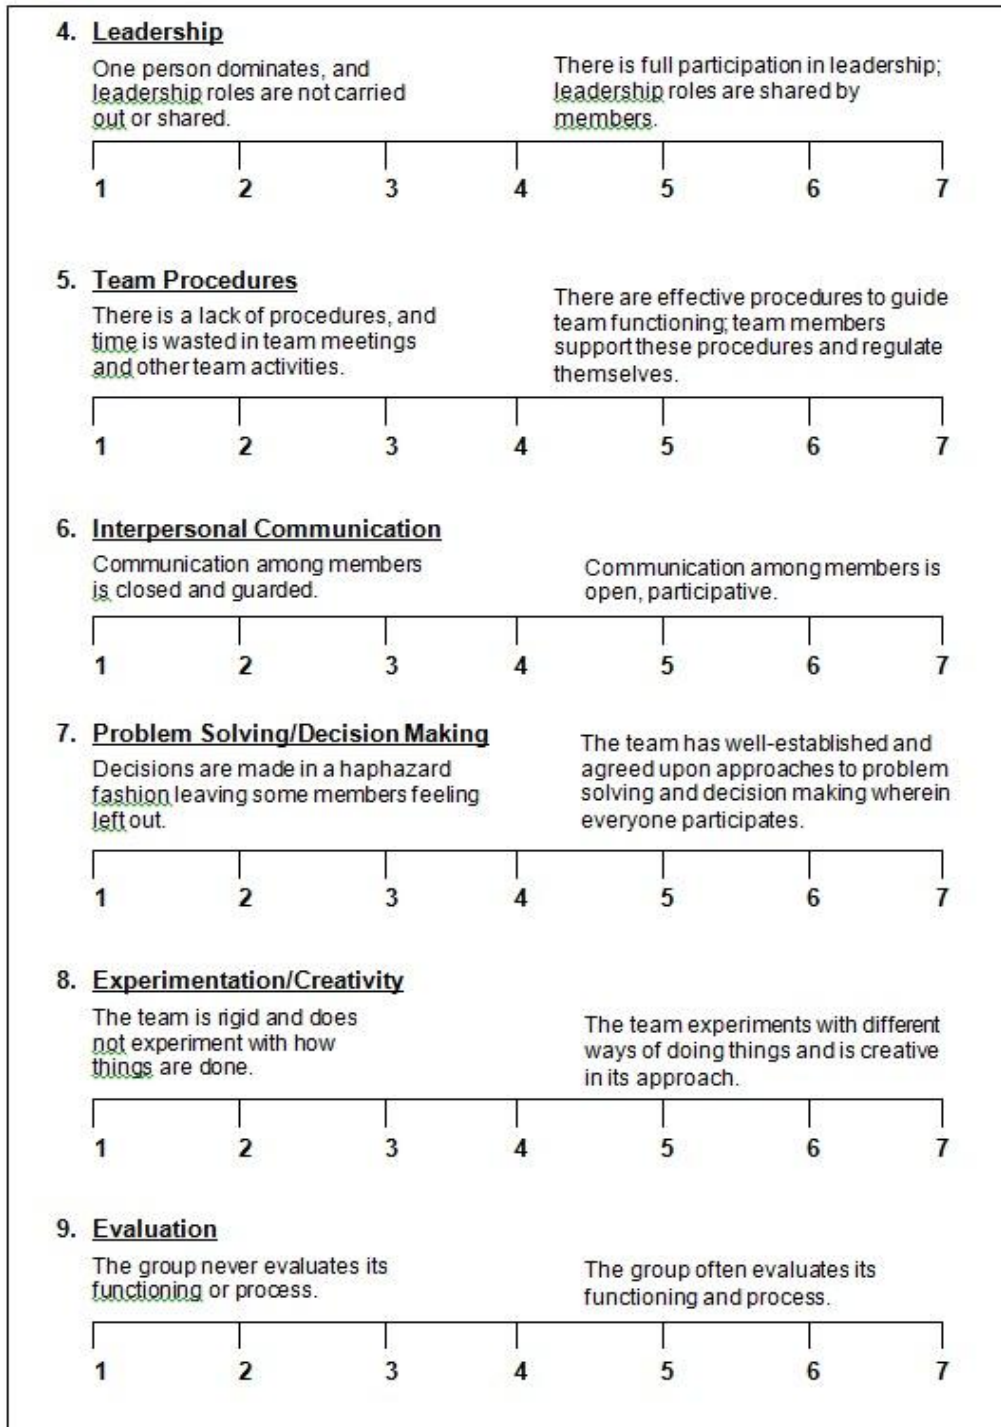 4. Leadership
One person dominates, and
leadership roles are not carried
out or shared.
There is full participation in leadership;
leadership roles are shared by
members.
1 2 3 4 5 6 7
5. Team Procedures
There is a lack of procedures, and
time is wasted in team meetings
and other team activities.
There are effective procedures to guide
team functioning; team members
support these procedures and regulate
themselves.
1 2 3 4 5 6 7
6. Interpersonal Communication
Communication among members
is closed and guarded.
Communication among members is
open, participative.
1 2 3 4 5 6 7
7. Problem Solving/Decision Making
Decisions are made in a haphazard
fashion leaving some members feeling
left out.
The team has well-established and
agreed upon approaches to problem
solving and decision making wherein
everyone participates.
1 2 3 4 5 6 7
8. Experimentation/Creativity
The team is rigid and does
not experiment with how
things are done.
The team experiments with different
ways of doing things and is creative
in its approach.
1 2 3 4 5 6 7
9. Evaluation
The group never evaluates its
functioning or process.
The group often evaluates its
functioning and process.
1 2 3 4 5 6 7